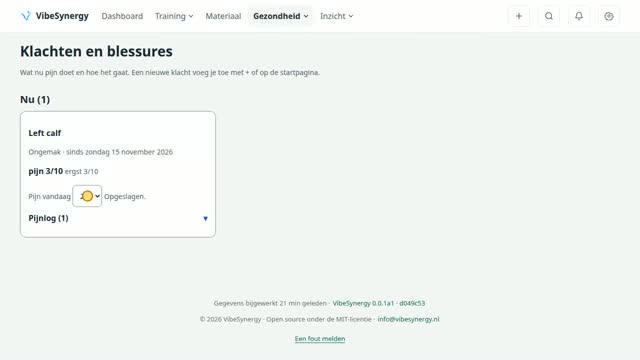 VibeSynergy Dashboard Training Materiaal Gezondheid Inzicht
Klachten en blessures
Wat nu pijn doet en hoe het gaat. Een nieuwe klacht voeg je toe met + of op de startpagina.
Nu (1)
Left calf
Ongemak · sinds zondag 15 november 2026
pijn 3/10 ergst 3/10
Pijn vandaag Opgeslagen.
Pijnlog (1)
Gegevens bijgewerkt 21 min geleden · VibeSynergy 0.0.1a1 · d049c53
© 2026 VibeSynergy · Open source onder de MIT-licentie · info@vibesynergy.nl
Een fout melden